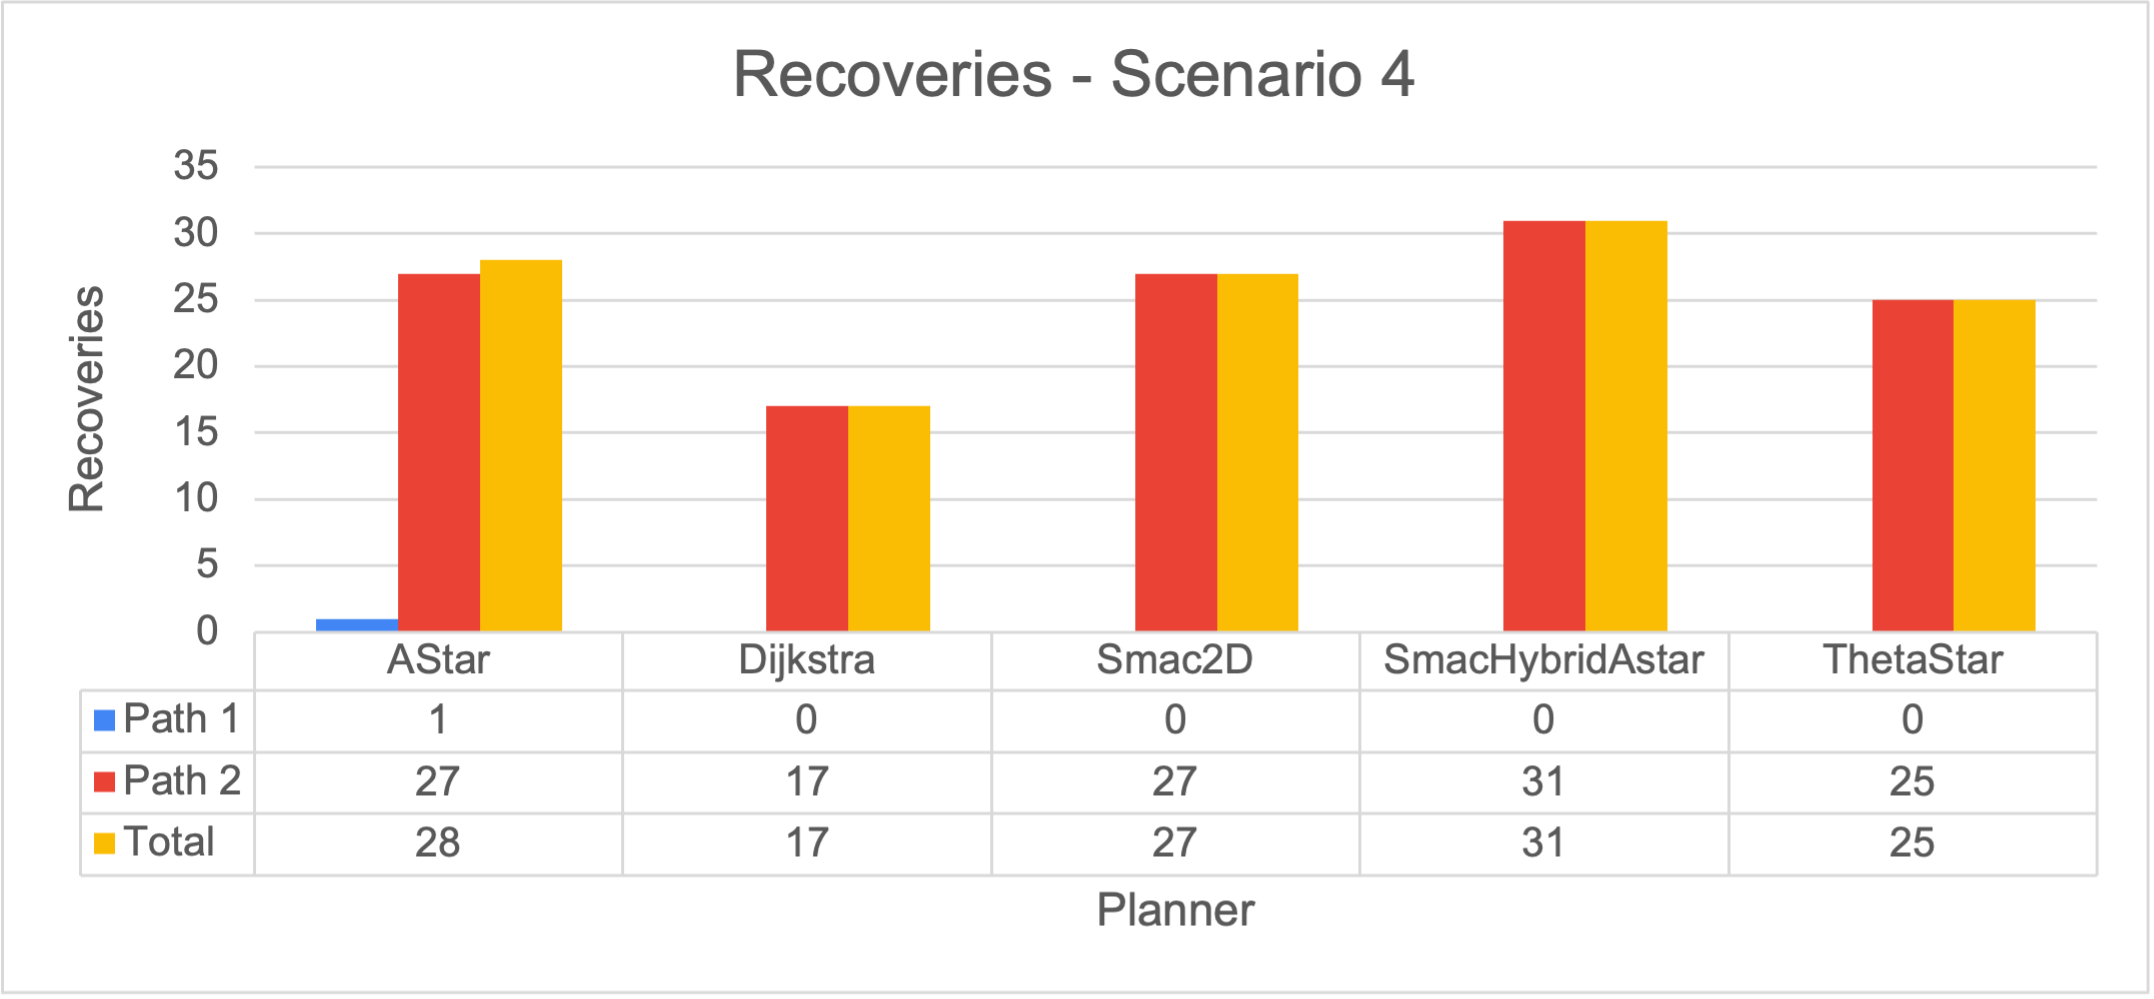 Recoveries - Scenario 4
35
30
25
20
15
10
5
0
Recoveries
AStar Dijkstra Smac2D SmacHybridAstar ThetaStar
Path 1 1 0 0 0 0
Path 2 27 17 27 31 25
Total 28 17 27 31 25
Planner